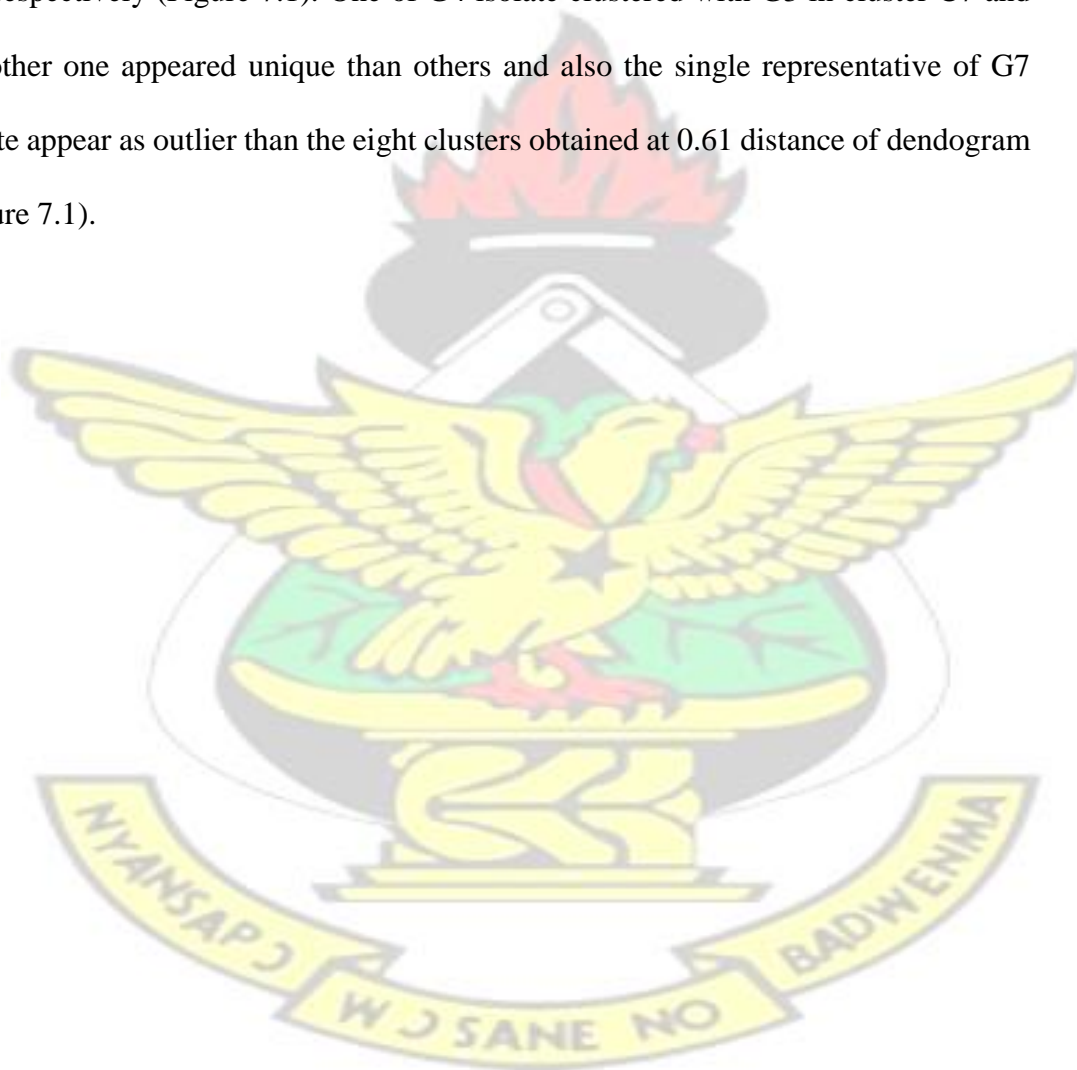 respectively (Figure 7.1). One of G4 isolate clustered with G5 in cluster C7 and
other one appeared unique than others and also the single representative of G7
te appear as outlier than the eight clusters obtained at 0.61 distance of dendogram
ure 7.1).
NYANSAPƆ
WƆSANE NO
BADWENMA